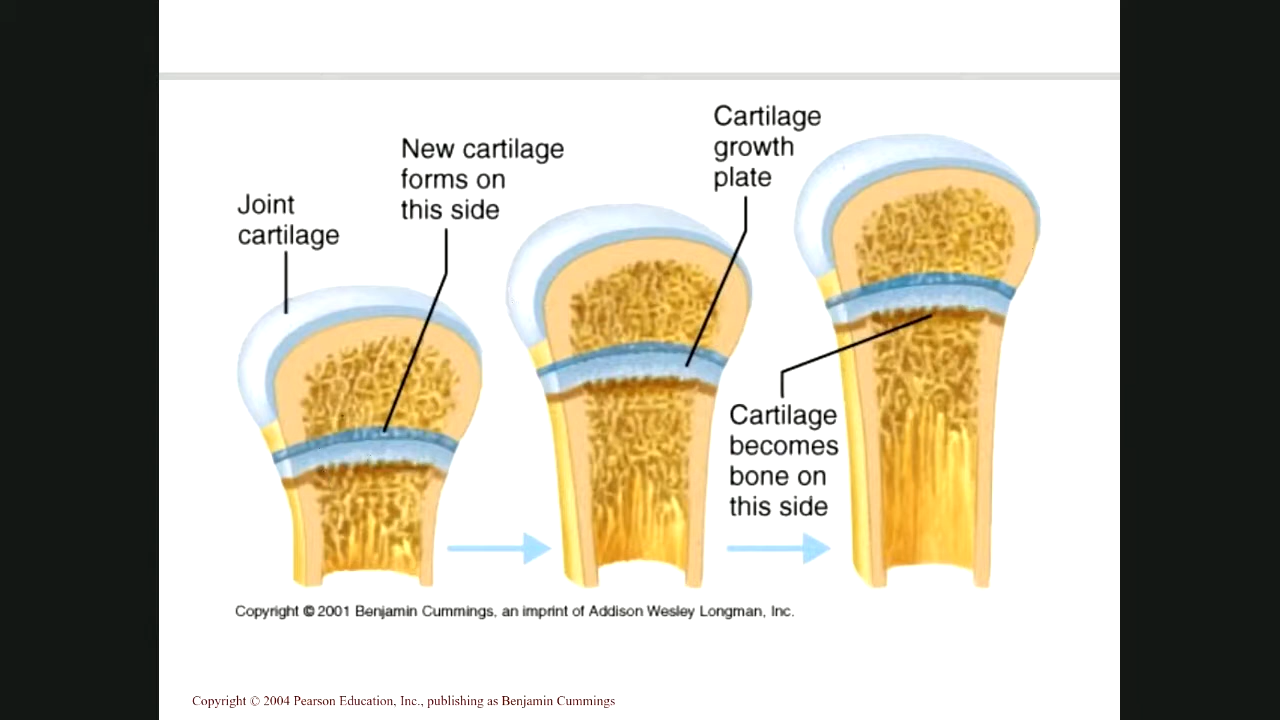 Joint
cartilage
New cartilage
forms on
this side
Cartilage
growth
plate
Cartilage
becomes
bone on
this side
Copyright © 2001 Benjamin Cummings, an imprint of Addison Wesley Longman, Inc.
Copyright © 2004 Pearson Education, Inc., publishing as Benjamin Cummings